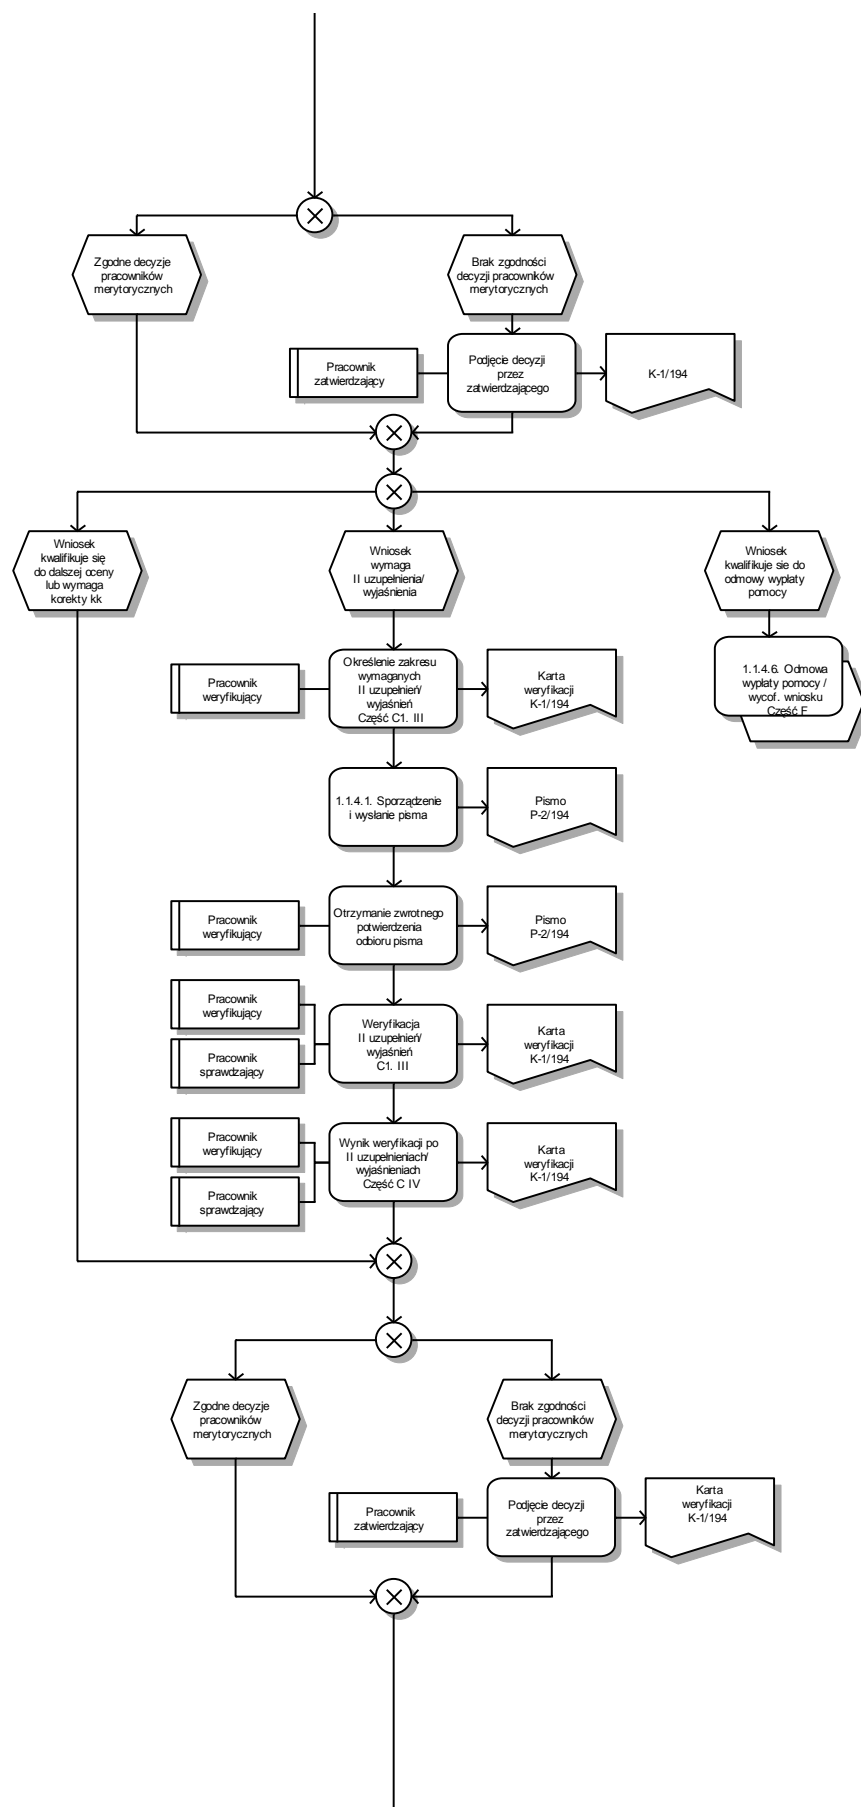 Zgodne decyzje
pracowników
merytorycznych
Brak zgodności
decyzji pracowników
merytorycznych
Pracownik
zatwierdzający
Podjęcie decyzji
przez
zatwierdzającego
K-1/194
Wniosek
kwalifikuje się
do dalszej oceny
lub wymaga
korekty kk
Wniosek
wymaga
II uzupełnienia/
wyjaśnienia
Wniosek
kwalifikuje sie do
odmowy wypłaty
pomocy
Pracownik
weryfikujący
Określenie zakresu
wymaganych
II uzupełnień/
wyjaśnień
Część C1. III
Karta
weryfikacji
K-1/194
1.1.4.6. Odmowa
wypłaty pomocy /
wycof. wniosku
Część F
1.1.4.1. Sporządzenie
i wysłanie pisma
Pismo
P-2/194
Pracownik
weryfikujący
Otrzymanie zwrotnego
potwierdzenia
odbioru pisma
Pismo
P-2/194
Pracownik
weryfikujący
Pracownik
sprawdzający
Weryfikacja
II uzupełnień/
wyjaśnień
C1. III
Karta
weryfikacji
K-1/194
Pracownik
weryfikujący
Pracownik
sprawdzający
Wynik weryfikacji po
II uzupełnieniach/
wyjaśnieniach
Część C IV
Karta
weryfikacji
K-1/194
Zgodne decyzje
pracowników
merytorycznych
Brak zgodności
decyzji pracowników
merytorycznych
Pracownik
zatwierdzający
Podjęcie decyzji
przez
zatwierdzającego
Karta
weryfikacji
K-1/194